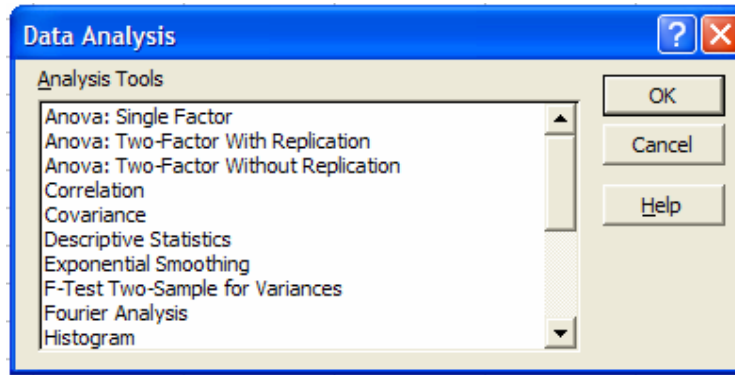 Data Analysis
?
Analysis Tools
Anova: Single Factor
Anova: Two-Factor With Replication
Anova: Two-Factor Without Replication
Correlation
Covariance
Descriptive Statistics
Exponential Smoothing
F-Test Two-Sample for Variances
Fourier Analysis
Histogram
OK
Cancel
Help